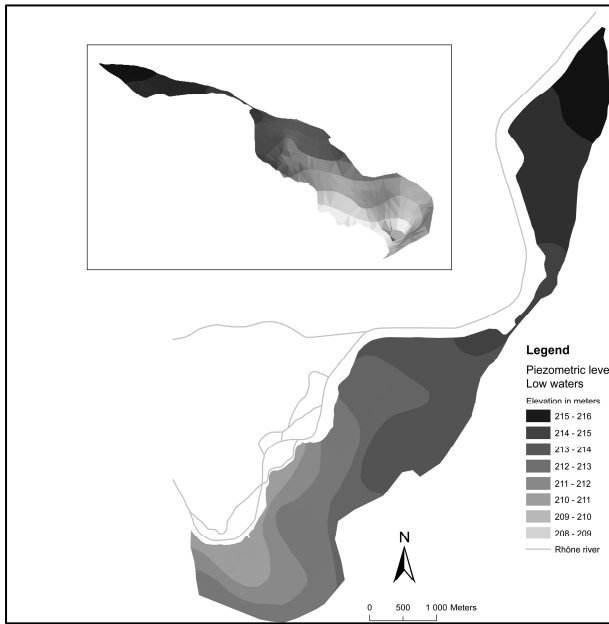 Legend
Piezometric leve
Low waters
Elevation in meters
215 - 216
214 - 215
213 - 214
212 - 213
211 - 212
210 - 211
209 - 210
208 - 209
Rhône river
N
0 500 1 000 Meters